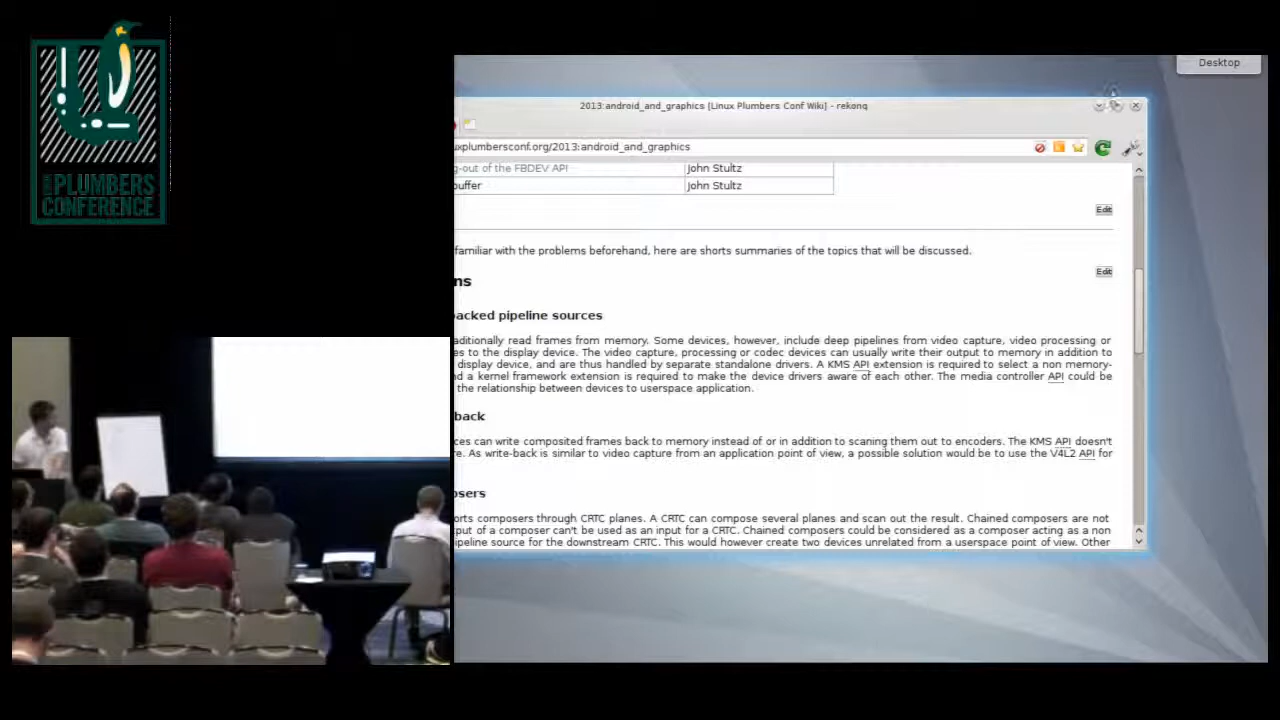 PLUMBERS
CONFERENCE
Desktop
2013:android_and_graphics [Linux Plumbers Conf Wiki] - rekonq
uxplumbersconf.org/2013:android_and_graphics
g-out of the FBDEV API John Stultz
buffer John Stultz
Edit
familiar with the problems beforehand, here are shorts summaries of the topics that will be discussed.
Edit
ns
backed pipeline sources
aditionally read frames from memory. Some devices, however, include deep pipelines from video capture, video processing or
es to the display device. The video capture, processing or codec devices can usually write their output to memory in addition to
display device, and are thus handled by separate standalone drivers. A KMS API extension is required to select a non memory-
nd a kernel framework extension is required to make the device drivers aware of each other. The media controller API could be
the relationship between devices to userspace application.
back
ces can write composited frames back to memory instead of or in addition to scaning them out to encoders. The KMS API doesn't
re. As write-back is similar to video capture from an application point of view, a possible solution would be to use the V4L2 API for
osers
orts composers through CRTC planes. A CRTC can compose several planes and scan out the result. Chained composers are not
tput of a composer can't be used as an input for a CRTC. Chained composers could be considered as a composer acting as a non
pipeline source for the downstream CRTC. This would however create two devices unrelated from a userspace point of view. Other